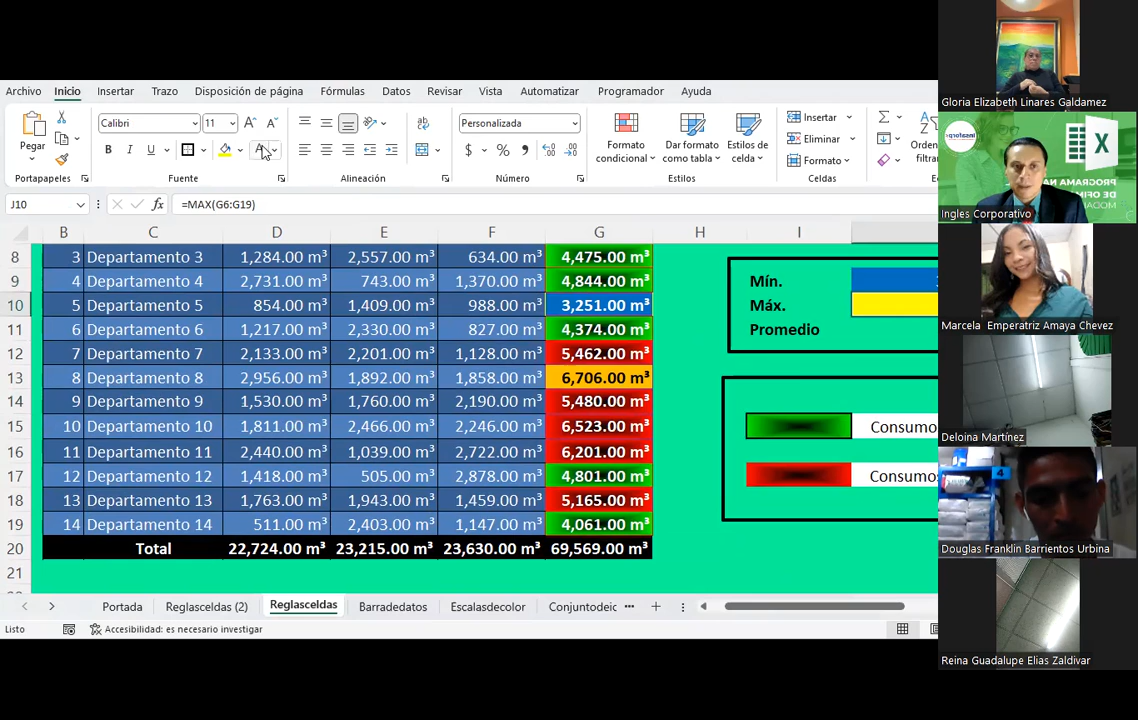 Archivo Inicio Insertar Trazo Disposición de página Fórmulas Datos Revisar Vista Automatizar Programador Ayuda
Pegar
Portapapeles
Calibri 11
N K S
Fuente
Alineación
Personalizada
$ % ,
Número
Formato condicional
Dar formato como tabla
Estilos de celda
Estilos
Insertar
Eliminar
Formato
Celdas
Orden
filtra
J10 fx =MAX(G6:G19)
B C D E F G H I
8 3 Departamento 3 1,284.00 m³ 2,557.00 m³ 634.00 m³ 4,475.00 m³
9 4 Departamento 4 2,731.00 m³ 743.00 m³ 1,370.00 m³ 4,844.00 m³ Mín.
10 5 Departamento 5 854.00 m³ 1,409.00 m³ 988.00 m³ 3,251.00 m³ Máx.
11 6 Departamento 6 1,217.00 m³ 2,330.00 m³ 827.00 m³ 4,374.00 m³ Promedio
12 7 Departamento 7 2,133.00 m³ 2,201.00 m³ 1,128.00 m³ 5,462.00 m³
13 8 Departamento 8 2,956.00 m³ 1,892.00 m³ 1,858.00 m³ 6,706.00 m³
14 9 Departamento 9 1,530.00 m³ 1,760.00 m³ 2,190.00 m³ 5,480.00 m³
15 10 Departamento 10 1,811.00 m³ 2,466.00 m³ 2,246.00 m³ 6,523.00 m³ Consumo
16 11 Departamento 11 2,440.00 m³ 1,039.00 m³ 2,722.00 m³ 6,201.00 m³
17 12 Departamento 12 1,418.00 m³ 505.00 m³ 2,878.00 m³ 4,801.00 m³ Consumo
18 13 Departamento 13 1,763.00 m³ 1,943.00 m³ 1,459.00 m³ 5,165.00 m³
19 14 Departamento 14 511.00 m³ 2,403.00 m³ 1,147.00 m³ 4,061.00 m³
20 Total 22,724.00 m³ 23,215.00 m³ 23,630.00 m³ 69,569.00 m³
21
Portada Reglasceldas (2) Reglasceldas Barradedatos Escalasdecolor Conjuntodeic
Listo Accesibilidad: es necesario investigar
Gloria Elizabeth Linares Galdamez
Ingles Corporativo
Marcela Emperatriz Amaya Chevez
Deloina Martínez
Douglas Franklin Barrientos Urbina
Reina Guadalupe Elias Zaldivar